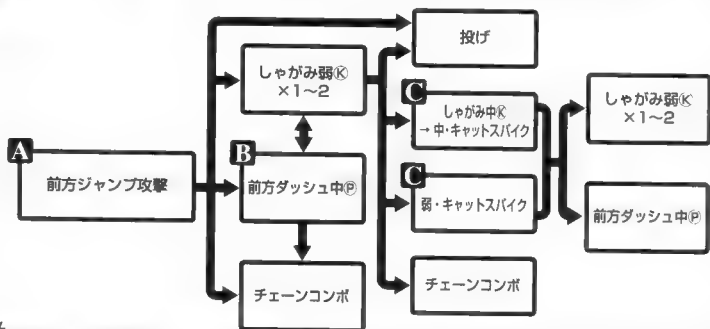 投げ
しゃがみ弱Ⓚ
×1～2
C
しゃがみ中Ⓚ
→ 中・キャットスパイク
しゃがみ弱Ⓚ
×1～2
A
前方ジャンプ攻撃
B
前方ダッシュ中Ⓟ
C
弱・キャットスパイク
前方ダッシュ中Ⓟ
チェーンコンボ
チェーンコンボ